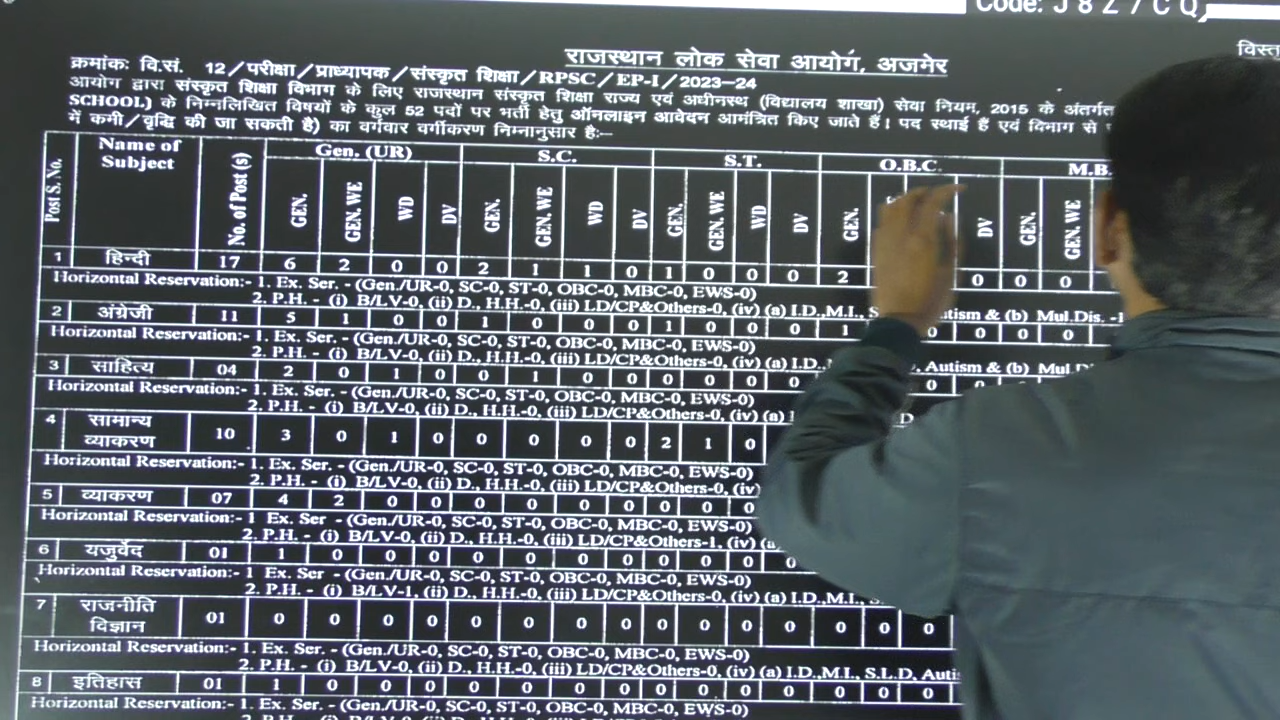 Code: J 8 Z 7 C Q
विस्त
राजस्थान लोक सेवा आयोग, अजमेर
क्रमांकः वि.सं. 12/परीक्षा/प्राध्यापक/संस्कृत शिक्षा/RPSC/EP-I/2023-24
आयोग द्वारा संस्कृत शिक्षा विभाग के लिए राजस्थान संस्कृत शिक्षा राज्य एवं अधीनस्थ (विद्यालय शाखा) सेवा नियम, 2015 के अंतर्गत
SCHOOL) के निम्नलिखित विषयों के कुल 52 पदों पर भर्ती हेतु ऑनलाइन आवेदन आमंत्रित किए जाते हैं। पद स्थाई हैं एवं
में कमी/वृद्धि की जा सकती है) का वर्गवार वर्गीकरण निम्नानुसार है:-
Post S. No. Name of Subject No. of Post (s) Gen. (UR) S.C. S.T. O.B.C. M.B.
GEN. GEN. WE WD DV GEN. GEN. WE WD DV GEN. GEN. WE WD DV GEN. DV GEN. GEN. WE
1 हिन्दी 17 6 2 0 0 2 1 1 0 1 0 0 0 2 0 0 0
Horizontal Reservation:- 1. Ex. Ser. - (Gen./UR-0, SC-0, ST-0, OBC-0, MBC-0, EWS-0)
2. P.H. - (i) B/LV-0, (ii) D., H.H.-0, (iii) LD/CP&Others-0, (iv) (a) I.D.,M.I., & (b) Mul.Dis.
2 अंग्रेजी 11 5 1 0 0 1 0 0 0 1 0 0 0 1 0 0 0 0
Horizontal Reservation:- 1. Ex. Ser. - (Gen./UR-0, SC-0, ST-0, OBC-0, MBC-0, EWS-0)
2. P.H. - (i) B/LV-0, (ii) D., H.H.-0, (iii) LD/CP&Others-0, (iv) (a) I.D. Autism & (b)
3 साहित्य 04 2 0 1 0 0 1 0 0 0 0 0 0 0 0
Horizontal Reservation:- 1. Ex. Ser. - (Gen./UR-0, SC-0, ST-0, OBC-0, MBC-0, EWS-0)
2. P.H. - (i) B/LV-0, (ii) D., H.H.-0, (iii) LD/CP&Others-0, (iv) (a)
4 सामान्य व्याकरण 10 3 0 1 0 0 0 0 0 2 1 0
Horizontal Reservation:- 1. Ex. Ser. - (Gen./UR-0, SC-0, ST-0, OBC-0, MBC-0, EWS-0)
2. P.H. - (i) B/LV-0, (ii) D., H.H.-0, (iii) LD/CP&Others-0, (iv)
5 व्याकरण 07 4 2 0 0 0 0 0 0 0 0 0
Horizontal Reservation:- 1 Ex. Ser - (Gen./UR-0, SC-0, ST-0, OBC-0, MBC-0, EWS-0)
2. P.H. - (i) B/LV-0, (ii) D., H.H.-0, (iii) LD/CP&Others-1, (iv)
6 यजुर्वेद 01 1 0 0 0 0 0 0 0 0 0 0 0
Horizontal Reservation:- 1 Ex. Ser - (Gen./UR-0, SC-0, ST-0, OBC-0, MBC-0, EWS-0)
2. P.H. - (i) B/LV-1, (ii) D., H.H.-0, (iii) LD/CP&Others-0, (iv) (a) I.D.,M.I.,
7 राजनीति विज्ञान 01 0 0 0 0 0 0 0 0 0 0 0 0 0 0 0
Horizontal Reservation:- 1. Ex. Ser. - (Gen./UR-0, SC-0, ST-0, OBC-0, MBC-0, EWS-0)
2. P.H. - (i) B/LV-0, (ii) D., H.H.-0, (iii) LD/CP&Others-0, (iv) (a) I.D.,M.I., S.L.D,
8 इतिहास 01 1 0 0 0 0 0 0 0 0 0 0 0 0 0 0
Horizontal Reservation:- 1. Ex. Ser. - (Gen./UR-0, SC-0, ST-0, OBC-0, MBC-0, EWS-0)